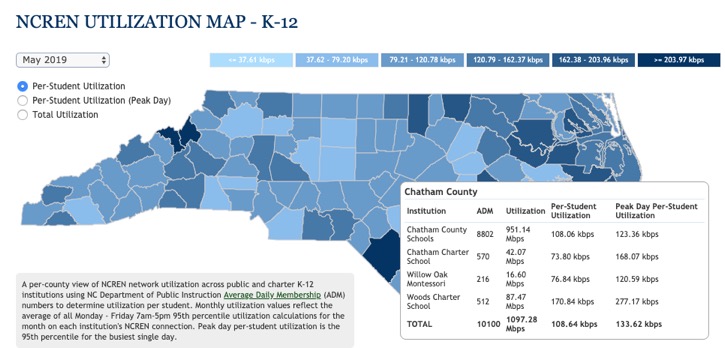 NCREN UTILIZATION MAP - K-12
May 2019
<= 37.61 kbps
37.62 - 79.20 kbps
79.21 - 120.78 kbps
120.79 - 162.37 kbps
162.38 - 203.96 kbps
>= 203.97 kbps
Per-Student Utilization
Per-Student Utilization (Peak Day)
Total Utilization
Chatham County
Institution ADM Utilization Per-Student Utilization Peak Day Per-Student Utilization
Chatham County Schools 8802 951.14 Mbps 108.06 kbps 123.36 kbps
Chatham Charter School 570 42.07 Mbps 73.80 kbps 168.07 kbps
Willow Oak Montessori 216 16.60 Mbps 76.84 kbps 120.59 kbps
Woods Charter School 512 87.47 Mbps 170.84 kbps 277.17 kbps
TOTAL 10100 1097.28 Mbps 108.64 kbps 133.62 kbps
A per-county view of NCREN network utilization across public and charter K-12
institutions using NC Department of Public Instruction Average Daily Membership (ADM)
numbers to determine utilization per student. Monthly utilization values reflect the
average of all Monday - Friday 7am-5pm 95th percentile utilization calculations for the
month on each institution's NCREN connection. Peak day per-student utilization is the
95th percentile for the busiest single day.